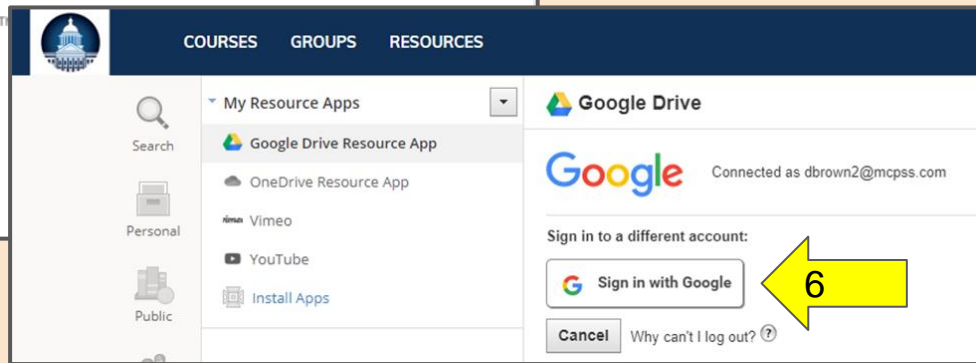 COURSES GROUPS RESOURCES
Search
Personal
Public
My Resource Apps
Google Drive Resource App
OneDrive Resource App
vimeo Vimeo
YouTube
Install Apps
Google Drive
Google Connected as dbrown2@mcpss.com
Sign in to a different account:
G Sign in with Google 6
Cancel Why can't I log out? ?